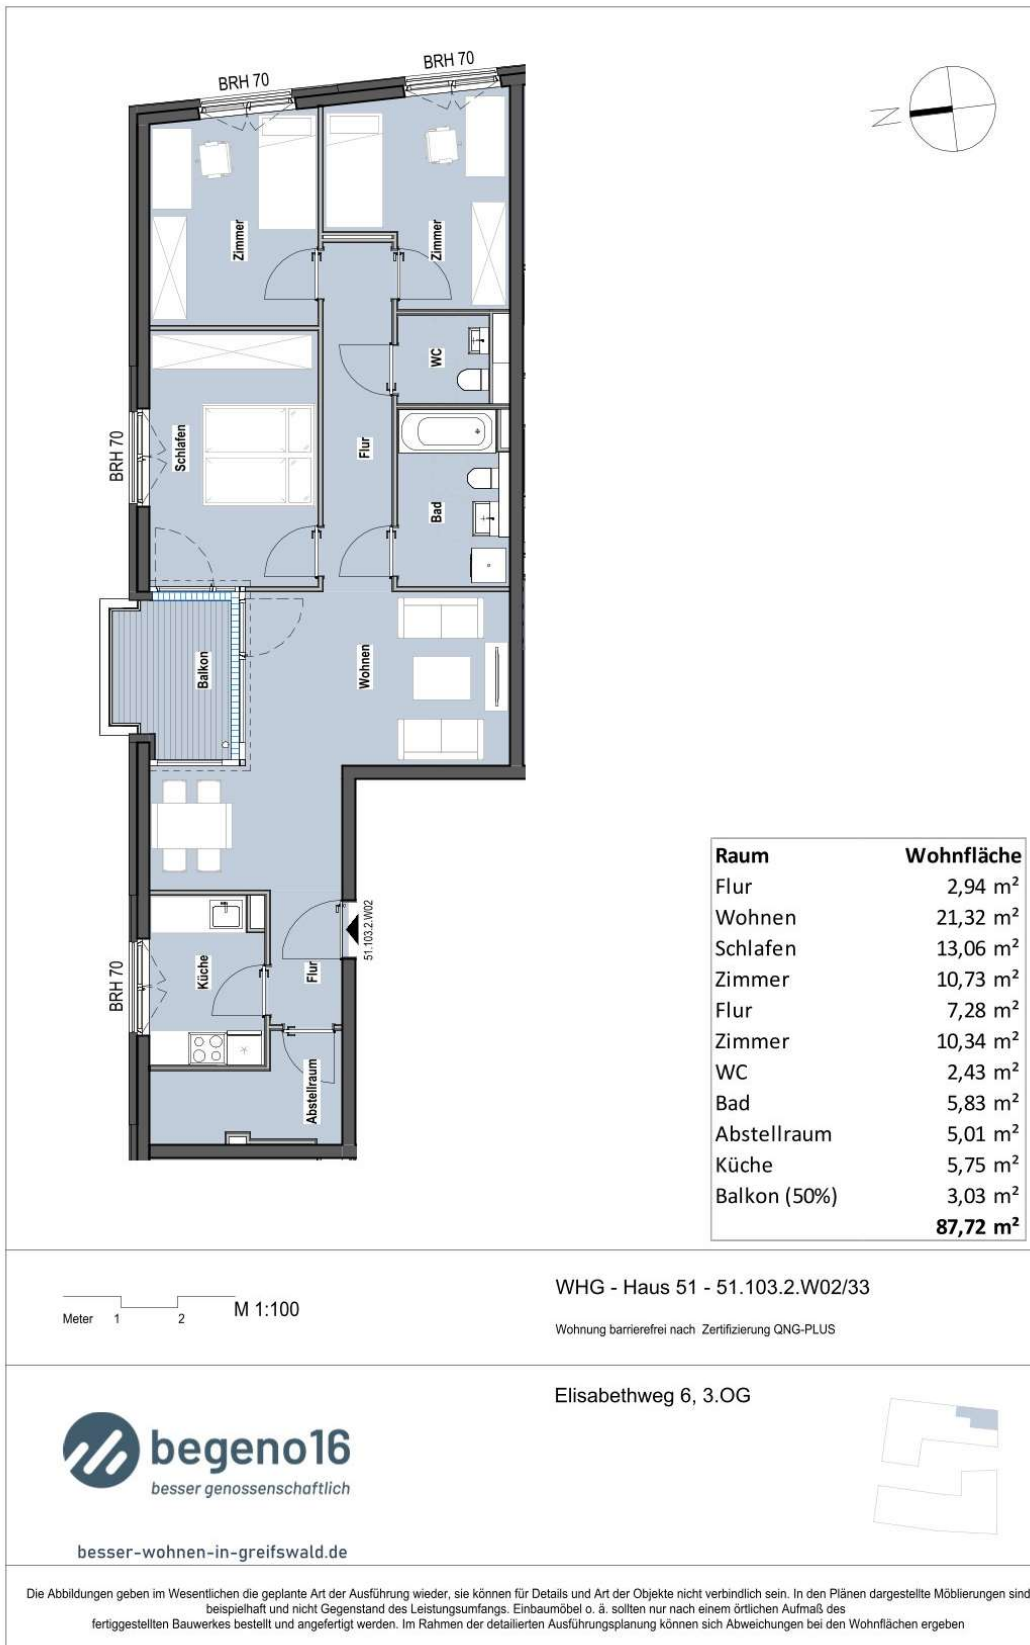 BRH 70
BRH 70
N
Zimmer
Zimmer
WC
BRH 70
Schlafen
Flur
Bad
Balkon
Wohnen
51.103.2.W02
BRH 70
Küche
Flur
Abstellraum
Raum Wohnfläche
Flur 2,94 m²
Wohnen 21,32 m²
Schlafen 13,06 m²
Zimmer 10,73 m²
Flur 7,28 m²
Zimmer 10,34 m²
WC 2,43 m²
Bad 5,83 m²
Abstellraum 5,01 m²
Küche 5,75 m²
Balkon (50%) 3,03 m²
87,72 m²
Meter 1 2 M 1:100
WHG - Haus 51 - 51.103.2.W02/33
Wohnung barrierefrei nach Zertifizierung QNG-PLUS
Elisabethweg 6, 3.OG
begeno16
besser genossenschaftlich
besser-wohnen-in-greifswald.de
Die Abbildungen geben im Wesentlichen die geplante Art der Ausführung wieder, sie können für Details und Art der Objekte nicht verbindlich sein. In den Plänen dargestellte Möblierungen sind
beispielhaft und nicht Gegenstand des Leistungsumfangs. Einbaumöbel o. ä. sollten nur nach einem örtlichen Aufmaß des
fertiggestellten Bauwerkes bestellt und angefertigt werden. Im Rahmen der detailierten Ausführungsplanung können sich Abweichungen bei den Wohnflächen ergeben